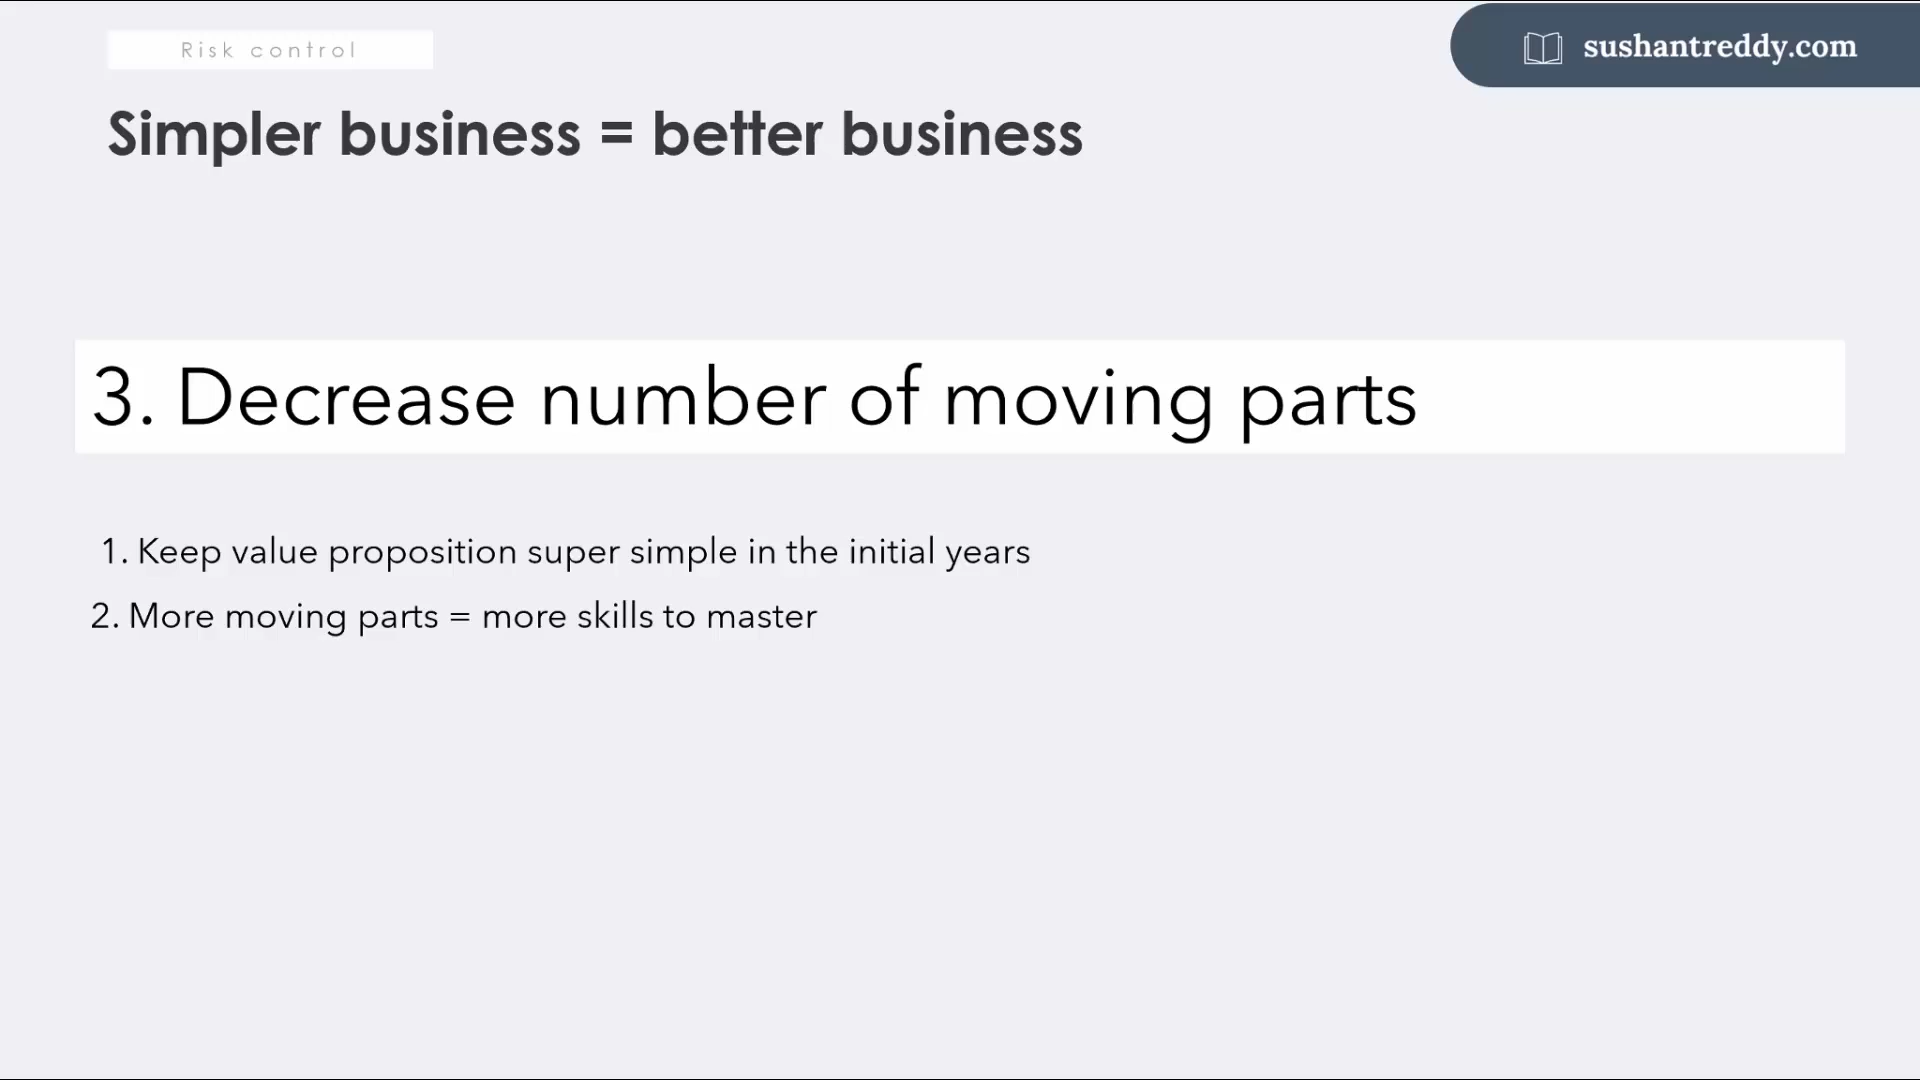 Risk control
sushantreddy.com
Simpler business = better business
3. Decrease number of moving parts
1. Keep value proposition super simple in the initial years
2. More moving parts = more skills to master